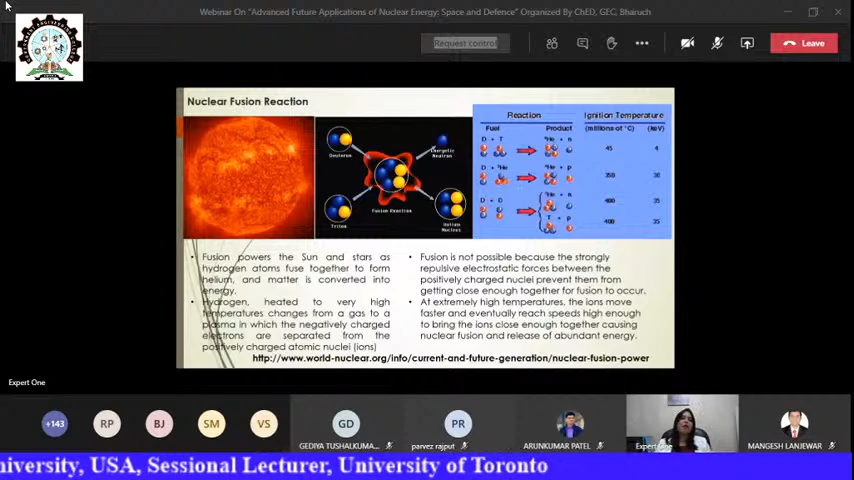 Webinar On "Advanced Future Applications of Nuclear Energy: Space and Defence" Organized By ChED, GEC, Bharuch
Request control
Leave
Nuclear Fusion Reaction
Deuteron
Energetic
Neutron
Fusion Reaction
Triton
Helium
Nucleus
Reaction
Ignition Temperature
Fuel
Product
(millions of °C)
(keV)
D + T
⁴He + n
45
4
D + ³He
⁴He + p
350
30
D + D
³He + n
400
35
T + p
400
35
• Fusion powers the Sun and stars as
hydrogen atoms fuse together to form
helium, and matter is converted into
energy.
• Hydrogen, heated to very high
temperatures changes from a gas to a
plasma in which the negatively charged
electrons are separated from the
positively charged atomic nuclei (ions)
• Fusion is not possible because the strongly
repulsive electrostatic forces between the
positively charged nuclei prevent them from
getting close enough together for fusion to occur.
• At extremely high temperatures, the ions move
faster and eventually reach speeds high enough
to bring the ions close enough together causing
nuclear fusion and release of abundant energy.
http://www.world-nuclear.org/info/current-and-future-generation/nuclear-fusion-power
Expert One
+143
RP
BJ
SM
VS
GD
PR
GEDIYA TUSHALKUMA...
parvez rajput
ARUNKUMAR PATEL
Expert One
MANGESH LANJEWAR
niversity, USA, Sessional Lecturer, University of Toronto